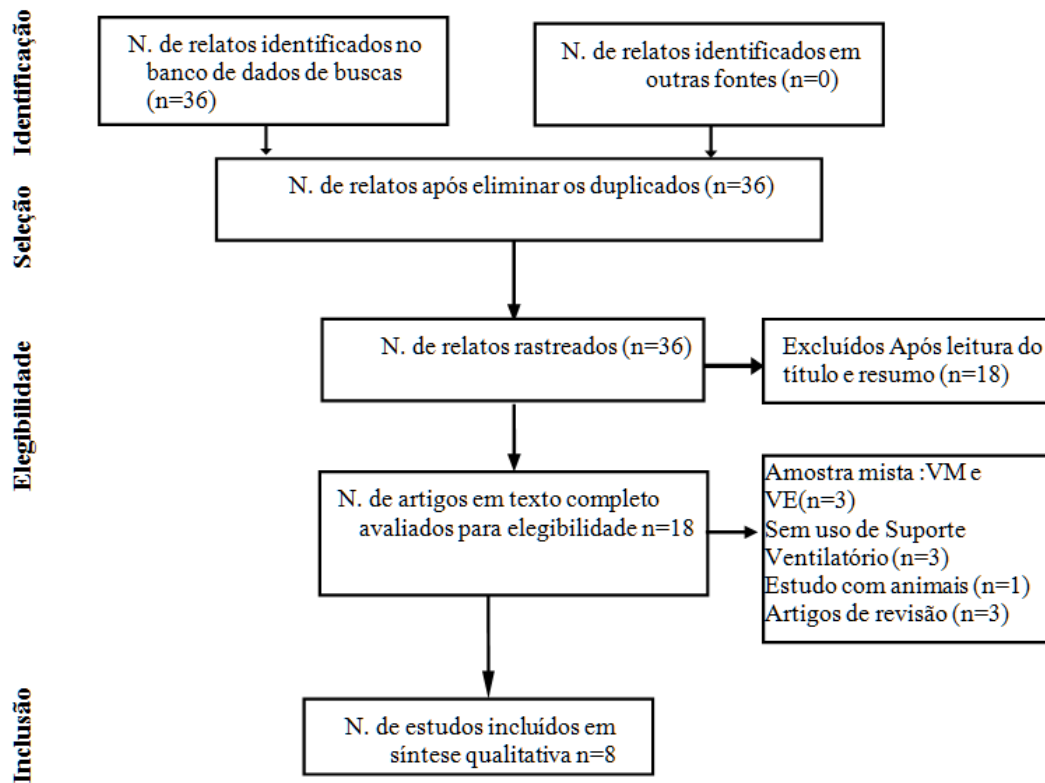 Identificação
N. de relatos identificados no
banco de dados de buscas
(n=36)
N. de relatos identificados em
outras fontes (n=0)
Seleção
N. de relatos após eliminar os duplicados (n=36)
Elegibilidade
N. de relatos rastreados (n=36)
Excluídos Após leitura do
título e resumo (n=18)
N. de artigos em texto completo
avaliados para elegibilidade n=18
Amostra mista :VM e
VE(n=3)
Sem uso de Suporte
Ventilatório (n=3)
Estudo com animais (n=1)
Artigos de revisão (n=3)
Inclusão
N. de estudos incluídos em
síntese qualitativa n=8